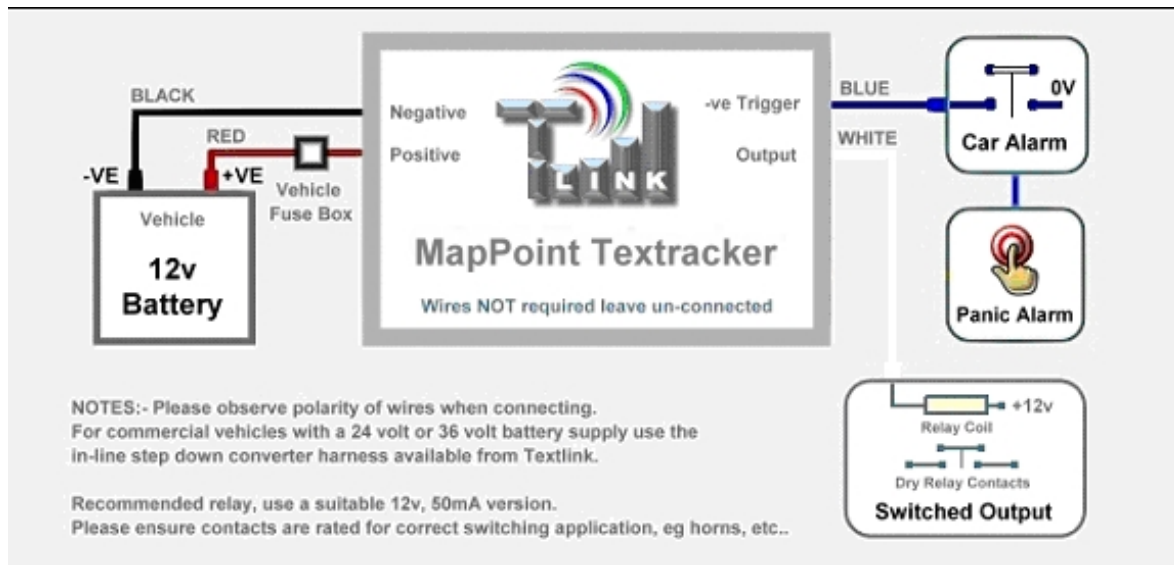 BLACK
RED
-VE
+VE
Vehicle
Fuse Box
Vehicle
12v
Battery
Negative
Positive
-ve Trigger
Output
LINK
MapPoint Textracker
Wires NOT required leave un-connected
BLUE
WHITE
0V
Car Alarm
Panic Alarm
+12v
Relay Coil
Dry Relay Contacts
Switched Output
NOTES:- Please observe polarity of wires when connecting.
For commercial vehicles with a 24 volt or 36 volt battery supply use the
in-line step down converter harness available from Textlink.
Recommended relay, use a suitable 12v, 50mA version.
Please ensure contacts are rated for correct switching application, eg horns, etc..